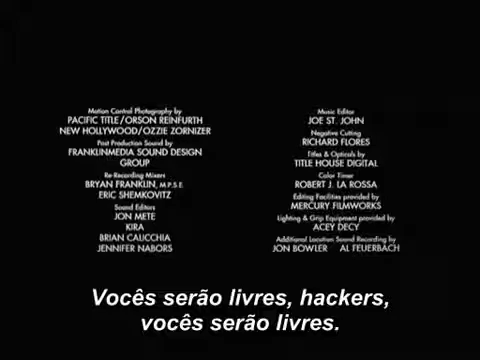 Motion Control Photography by
PACIFIC TITLE/ORSON REINFURTH
NEW HOLLYWOOD/OZZIE ZORNIZER
Post Production Sound by
FRANKLINMEDIA SOUND DESIGN
GROUP
Re-Recording Mixers
BRYAN FRANKLIN, M.P.S.E.
ERIC SHEMKOVITZ
Sound Editors
JON METE
KIRA
BRIAN CAUCCHIA
JENNIFER NABORS
Music Editor
JOE ST. JOHN
Negative Cutting
RICHARD FLORES
Titles & Opticals by
TITLE HOUSE DIGITAL
Color Timer
ROBERT J. LA ROSSA
Editing Facilities provided by
MERCURY FILMWORKS
Lighting & Grip Equipment provided by
ACEY DECY
Additional Location Sound Recording by
JON BOWLER AL FEUERBACH
Vocês serão livres, hackers,
vocês serão livres.